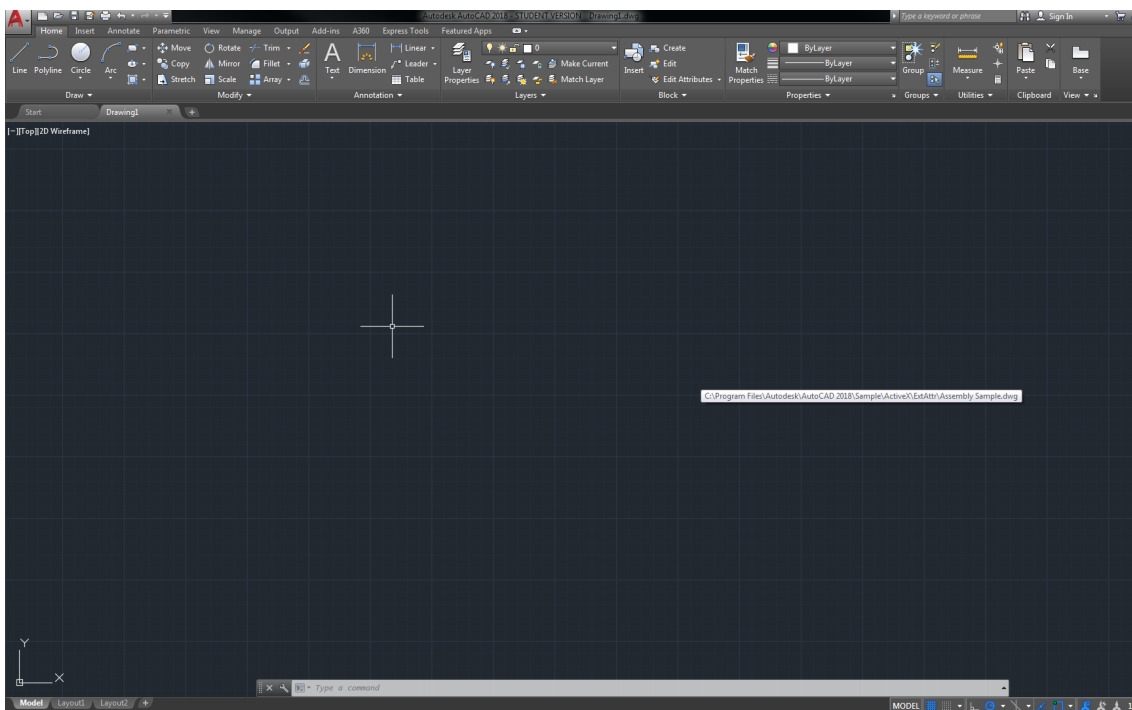 Autodesk AutoCAD 2018 - STUDENT VERSION Drawing1.dwg
Type a keyword or phrase
Sign In
Home Insert Annotate Parametric View Manage Output Add-ins A360 Express Tools Featured Apps
Line Polyline Circle Arc
Move Rotate Trim
Copy Mirror Fillet
Stretch Scale Array
Text Dimension
Linear
Leader
Table
Layer Properties
0
Make Current
Match Layer
Insert
Create
Edit
Edit Attributes
Match Properties
ByLayer
ByLayer
ByLayer
Group
Measure
Paste
Base
Draw Modify Annotation Layers Block Properties Groups Utilities Clipboard View
Start Drawing1
[−][Top][2D Wireframe]
C:\Program Files\Autodesk\AutoCAD 2018\Sample\ActiveX\ExtAttr\Assembly Sample.dwg
Y
X
Type a command
Model Layout1 Layout2 +
MODEL